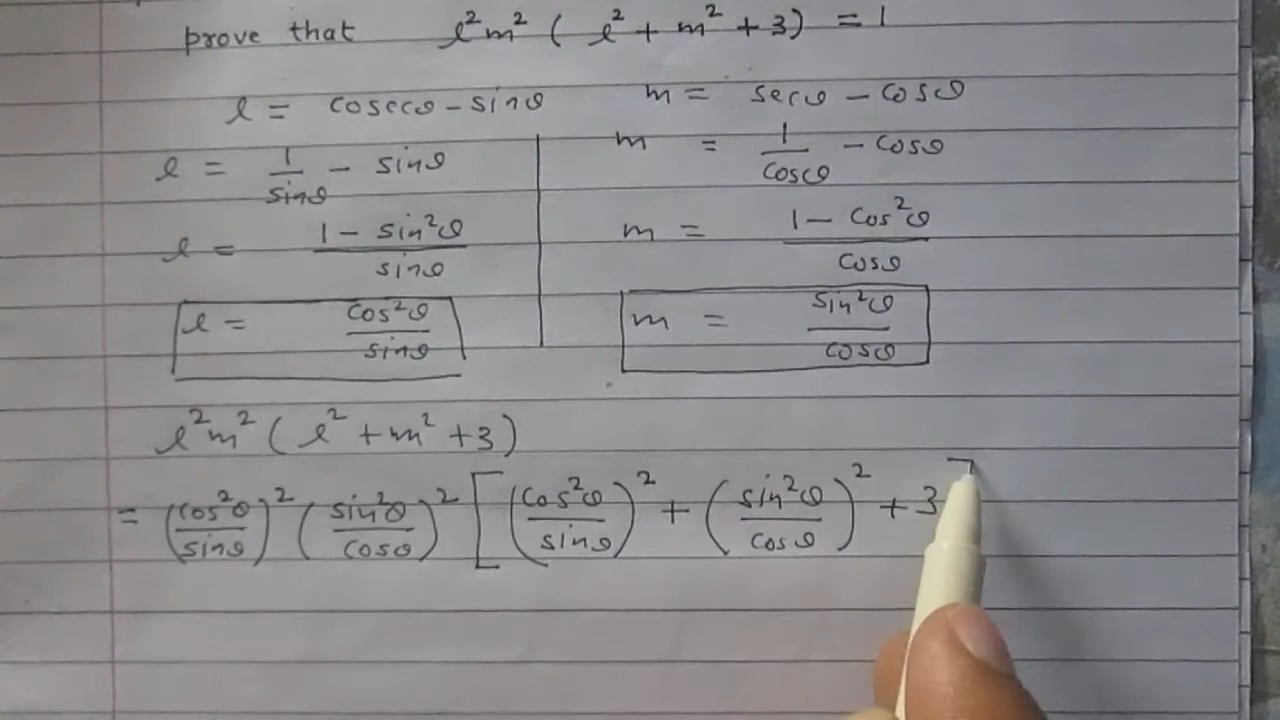 prove that l²m² ( l² + m² + 3) = 1
l = cosecθ - sinθ m = secθ - cosθ
l = 1/sinθ - sinθ m = 1/cosθ - cosθ
l = 1 - sin²θ/sinθ m = 1 - cos²θ/cosθ
l = cos²θ/sinθ m = sin²θ/cosθ
l²m² ( l² + m² + 3)
= (cos²θ/sinθ)² (sin²θ/cosθ)² [(cos²θ/sinθ)² + (sin²θ/cosθ)² + 3